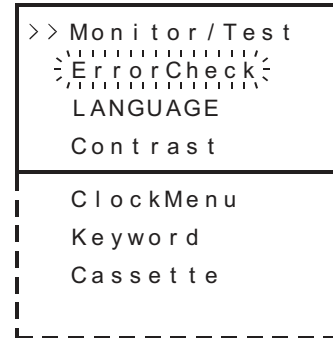 >> Monitor/Test
ErrorCheck
LANGUAGE
Contrast
ClockMenu
Keyword
Cassette